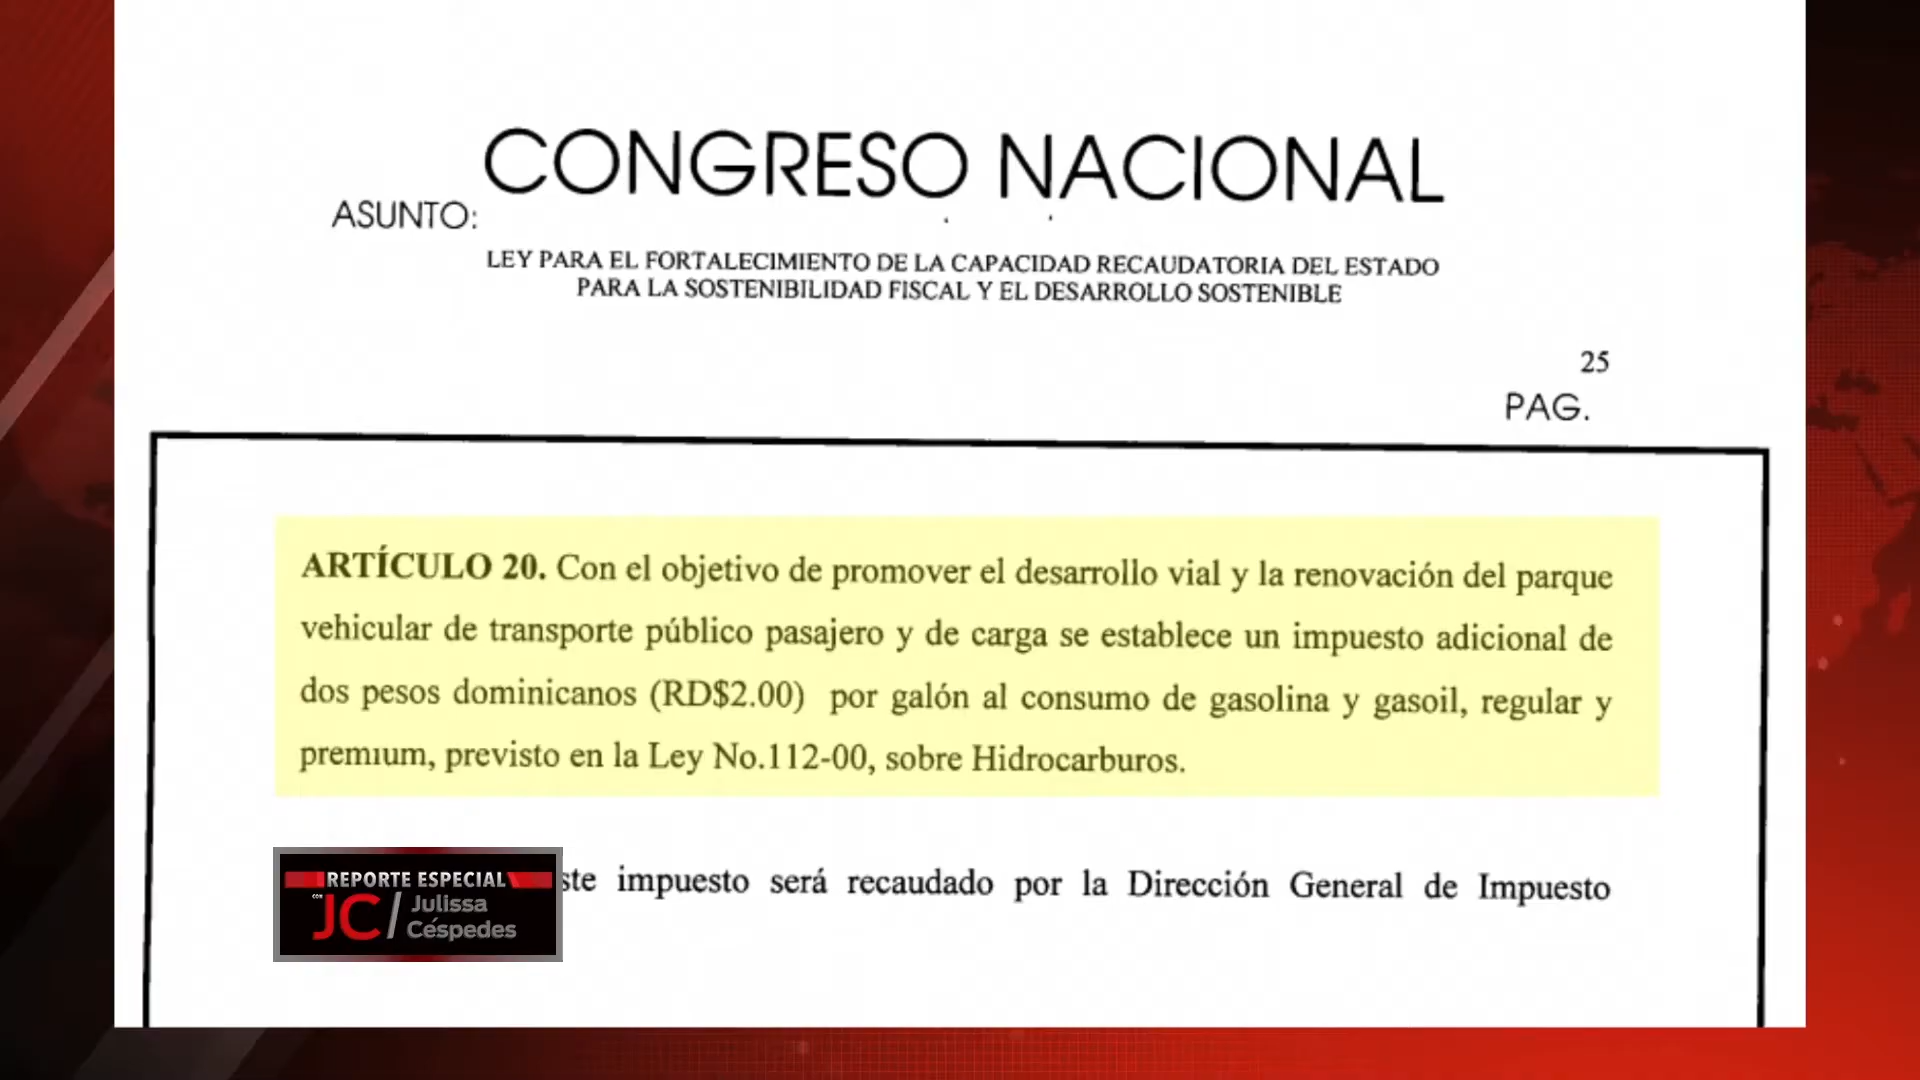 CONGRESO NACIONAL
ASUNTO:
LEY PARA EL FORTALECIMIENTO DE LA CAPACIDAD RECAUDATORIA DEL ESTADO
PARA LA SOSTENIBILIDAD FISCAL Y EL DESARROLLO SOSTENIBLE
25
PAG.
ARTÍCULO 20. Con el objetivo de promover el desarrollo vial y la renovación del parque
vehicular de transporte público pasajero y de carga se establece un impuesto adicional de
dos pesos dominicanos (RD$2.00) por galón al consumo de gasolina y gasoil, regular y
premium, previsto en la Ley No.112-00, sobre Hidrocarburos.
impuesto será recaudado por la Dirección General de Impuesto
REPORTE ESPECIAL
CON
JC/ Julissa
Céspedes